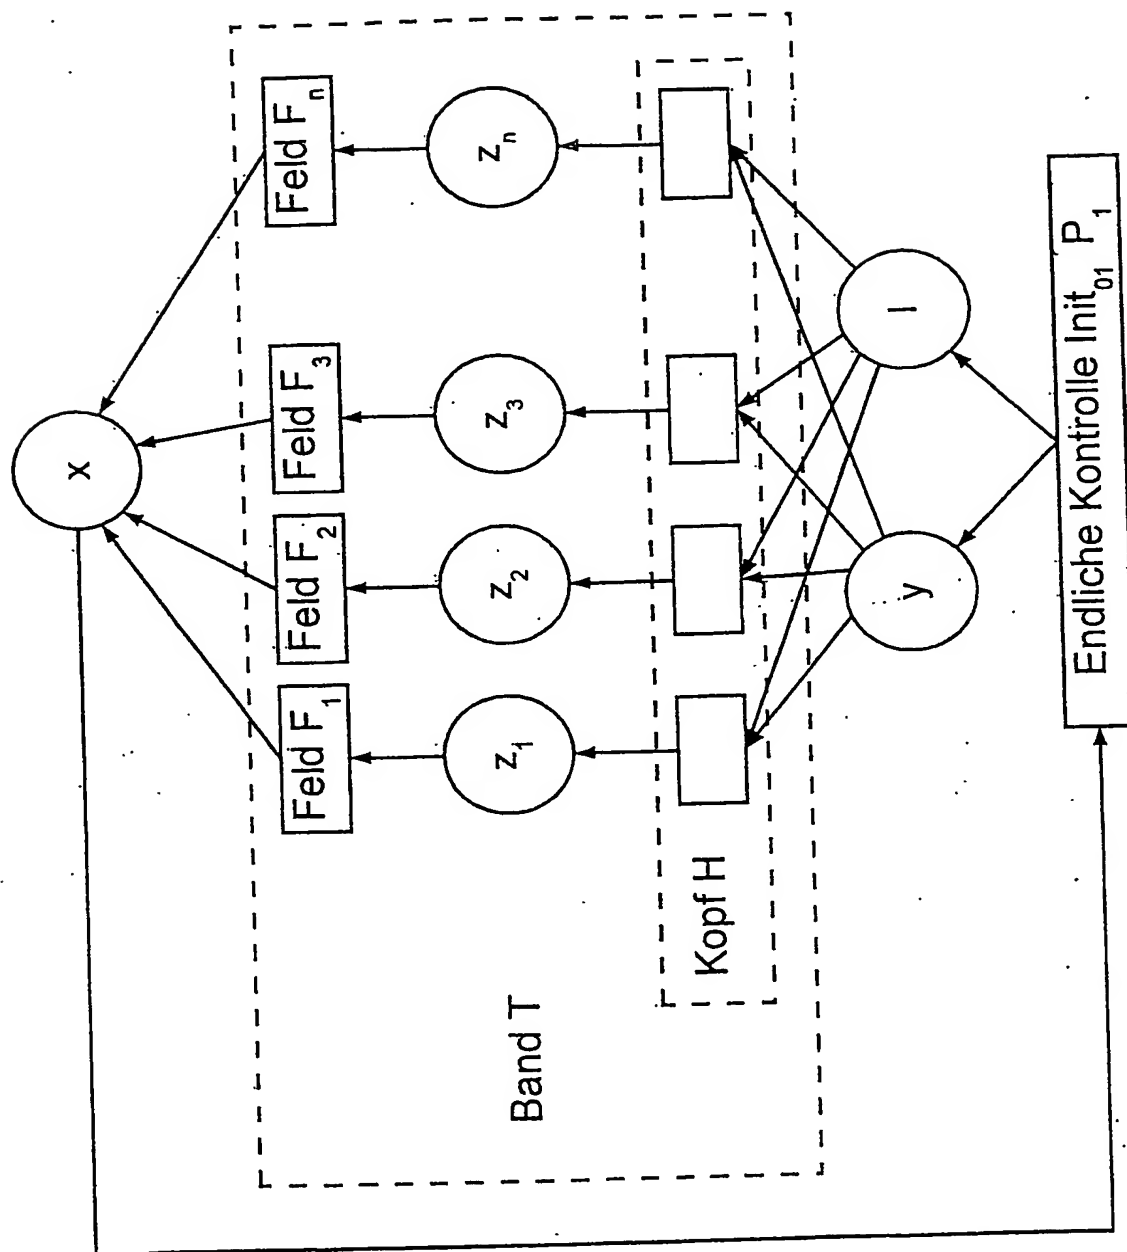 x
Feld F₁
Feld F₂
Feld F₃
Feld Fₙ
Band T
z₁
z₂
z₃
zₙ
Kopf H
y
l
Endliche Kontrolle Init₀₁ P₁